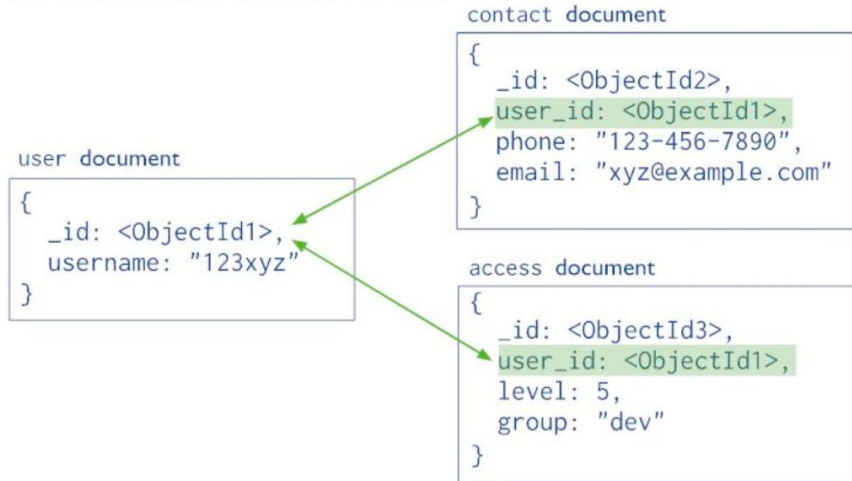 contact document
{
_id: <ObjectId2>,
user_id: <ObjectId1>,
phone: "123-456-7890",
email: "xyz@example.com"
}
user document
{
_id: <ObjectId1>,
username: "123xyz"
}
access document
{
_id: <ObjectId3>,
user_id: <ObjectId1>,
level: 5,
group: "dev"
}